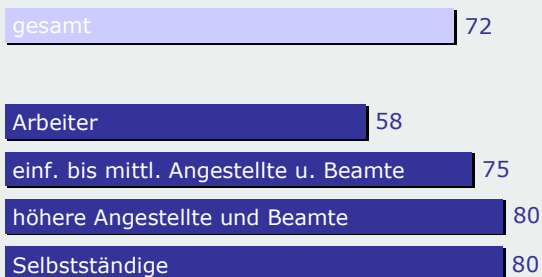 gesamt 72
Arbeiter 58
einf. bis mittl. Angestellte u. Beamte 75
höhere Angestellte und Beamte 80
Selbstständige 80